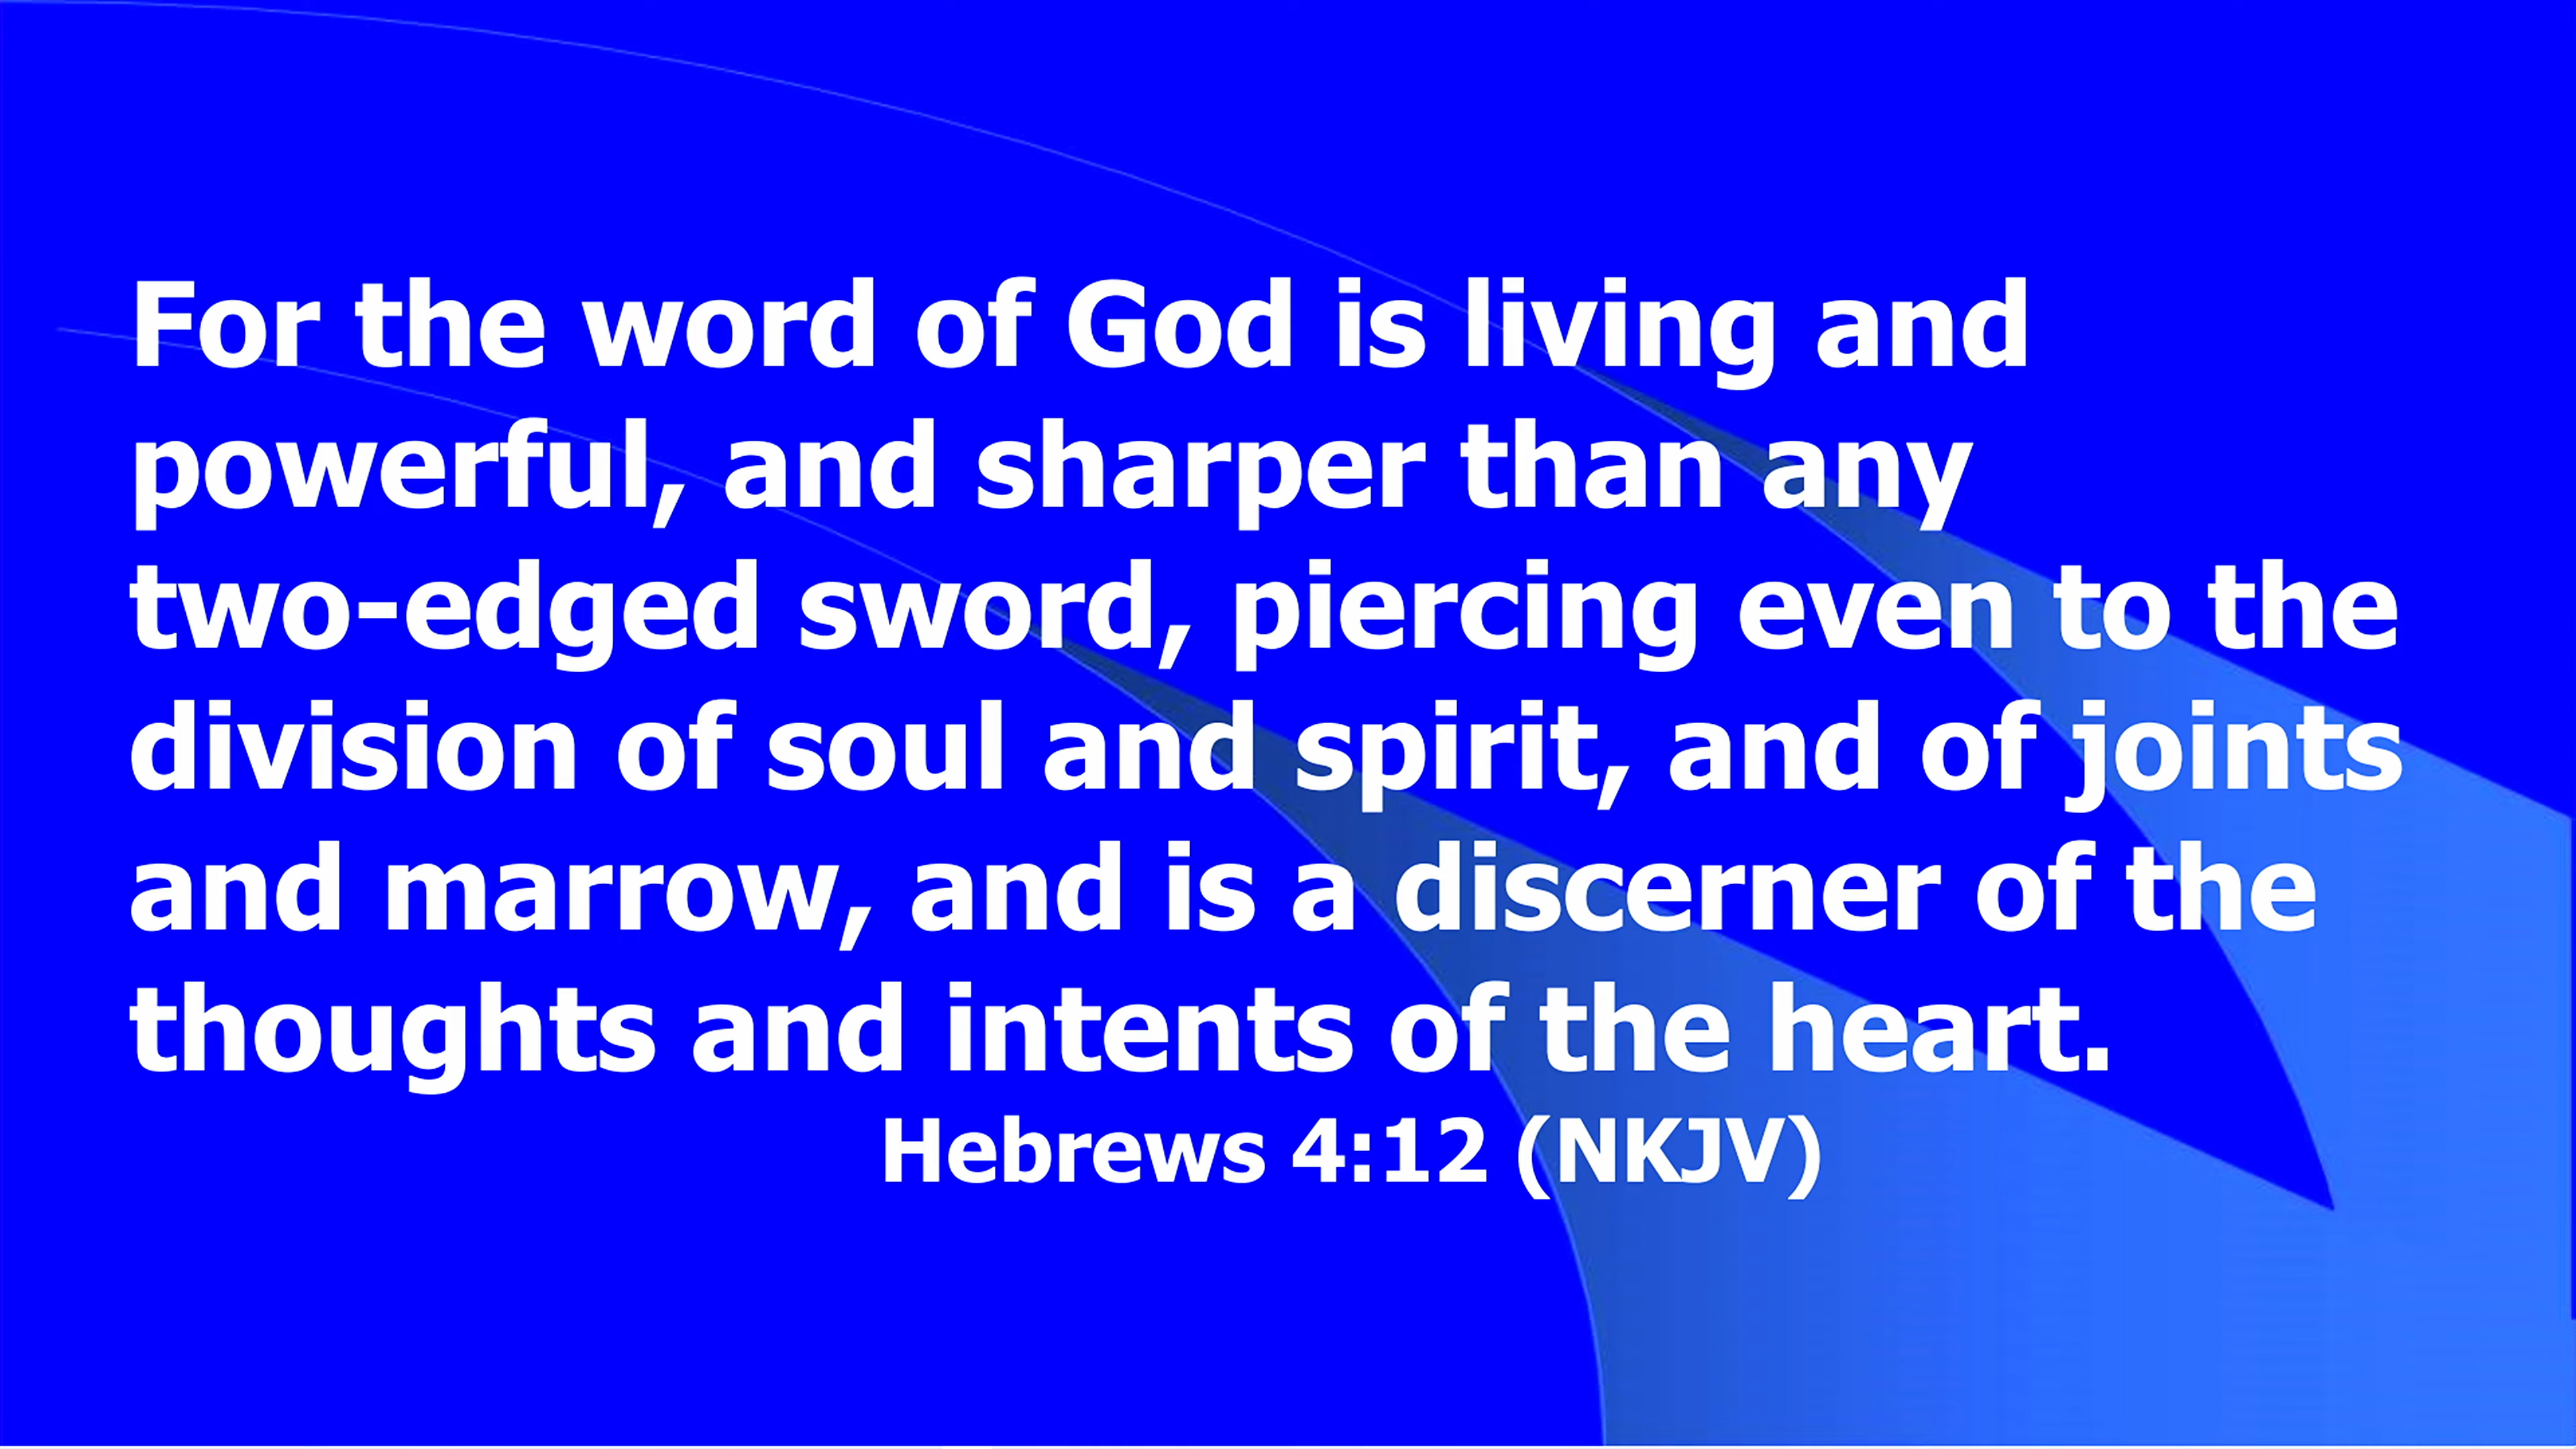 For the word of God is living and
powerful, and sharper than any
two-edged sword, piercing even to the
division of soul and spirit, and of joints
and marrow, and is a discerner of the
thoughts and intents of the heart.
Hebrews 4:12 (NKJV)